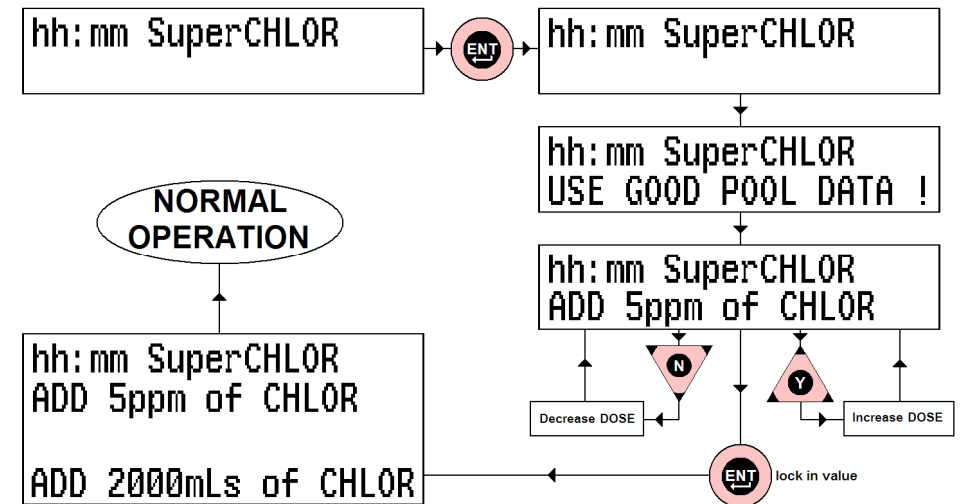 hh:mm SuperCHLOR
ENT
hh:mm SuperCHLOR
hh:mm SuperCHLOR
USE GOOD POOL DATA !
hh:mm SuperCHLOR
ADD 5ppm of CHLOR
N
Y
Decrease DOSE
Increase DOSE
ENT
lock in value
hh:mm SuperCHLOR
ADD 5ppm of CHLOR
ADD 2000mLs of CHLOR
NORMAL
OPERATION